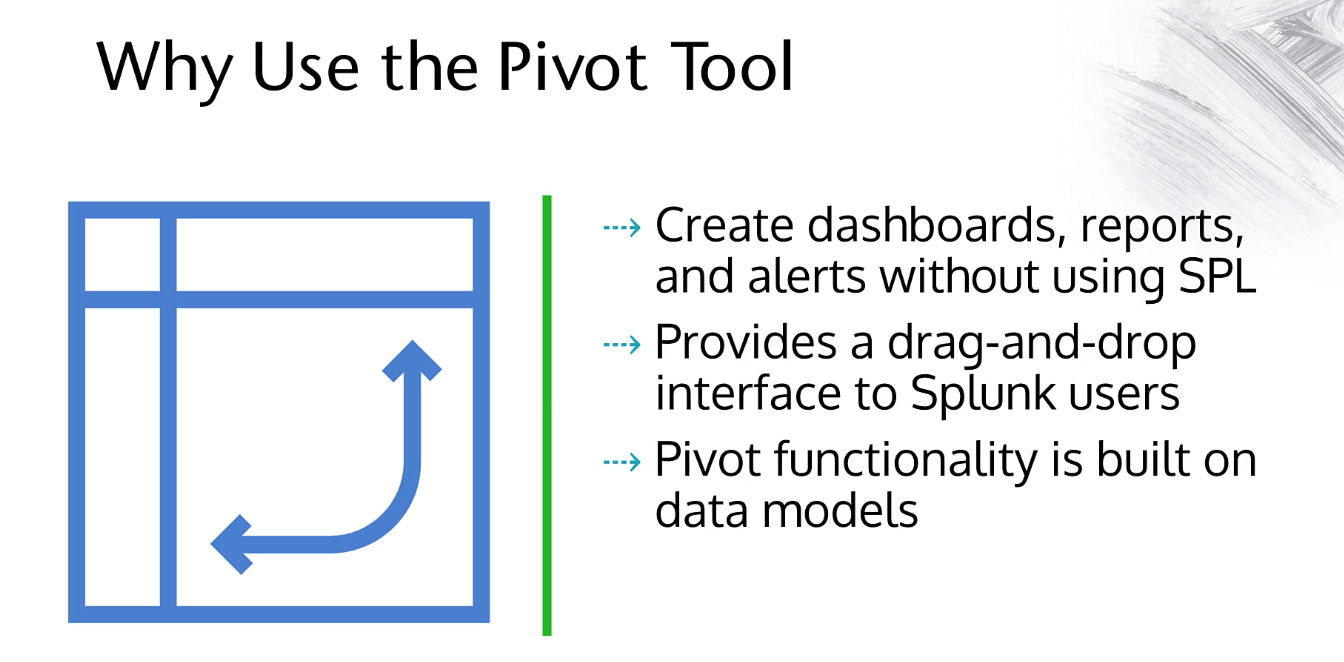 Why Use the Pivot Tool
Create dashboards, reports,
and alerts without using SPL
Provides a drag-and-drop
interface to Splunk users
Pivot functionality is built on
data models